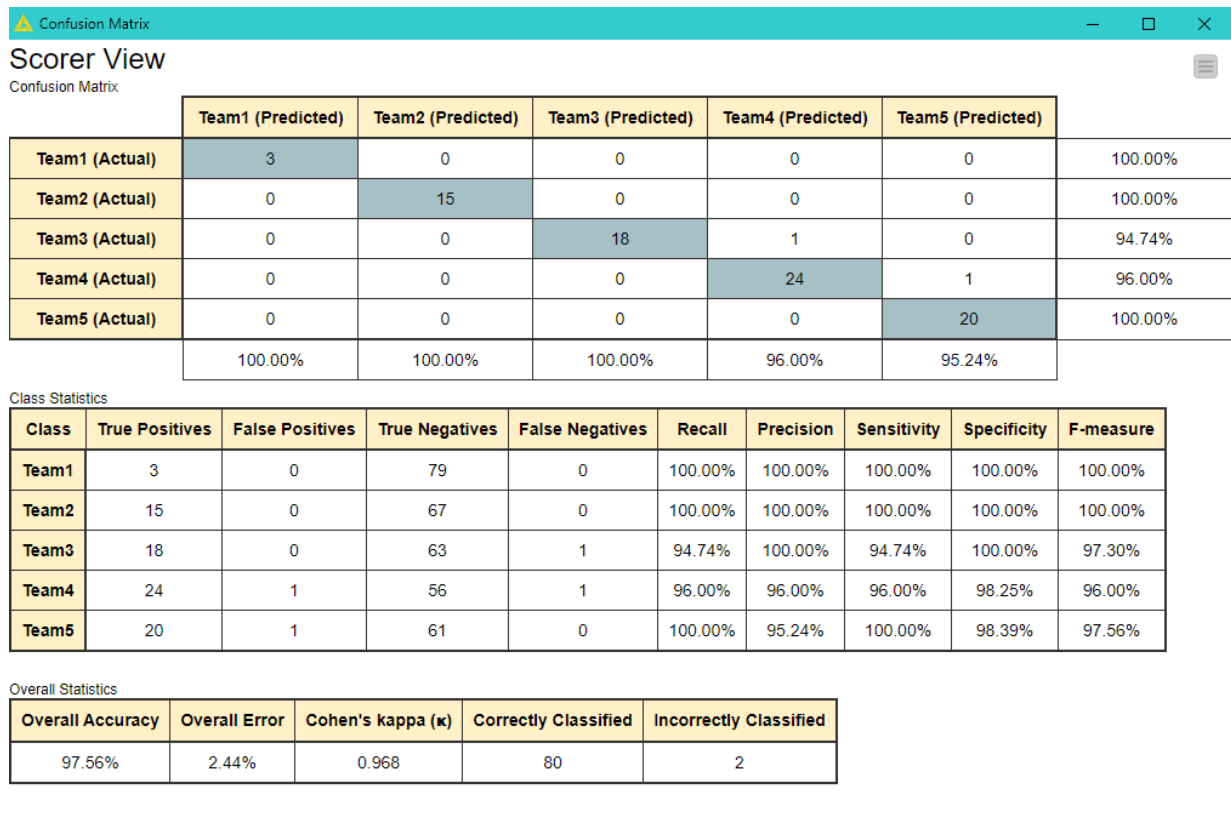 Confusion Matrix
Scorer View
Confusion Matrix
Team1 (Predicted) Team2 (Predicted) Team3 (Predicted) Team4 (Predicted) Team5 (Predicted)
Team1 (Actual) 3 0 0 0 0 100.00%
Team2 (Actual) 0 15 0 0 0 100.00%
Team3 (Actual) 0 0 18 1 0 94.74%
Team4 (Actual) 0 0 0 24 1 96.00%
Team5 (Actual) 0 0 0 0 20 100.00%
100.00% 100.00% 100.00% 96.00% 95.24%
Class Statistics
Class True Positives False Positives True Negatives False Negatives Recall Precision Sensitivity Specificity F-measure
Team1 3 0 79 0 100.00% 100.00% 100.00% 100.00% 100.00%
Team2 15 0 67 0 100.00% 100.00% 100.00% 100.00% 100.00%
Team3 18 0 63 1 94.74% 100.00% 94.74% 100.00% 97.30%
Team4 24 1 56 1 96.00% 96.00% 96.00% 98.25% 96.00%
Team5 20 1 61 0 100.00% 95.24% 100.00% 98.39% 97.56%
Overall Statistics
Overall Accuracy Overall Error Cohen's kappa (κ) Correctly Classified Incorrectly Classified
97.56% 2.44% 0.968 80 2